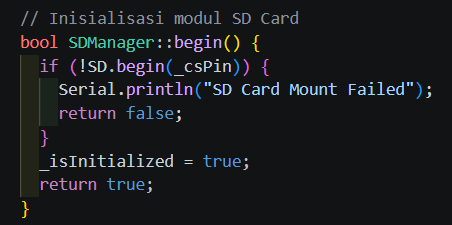 // Inisialisasi modul SD Card
bool SDManager::begin() {
  if (!SD.begin(_csPin)) {
    Serial.println("SD Card Mount Failed");
    return false;
  }
  _isInitialized = true;
  return true;
}